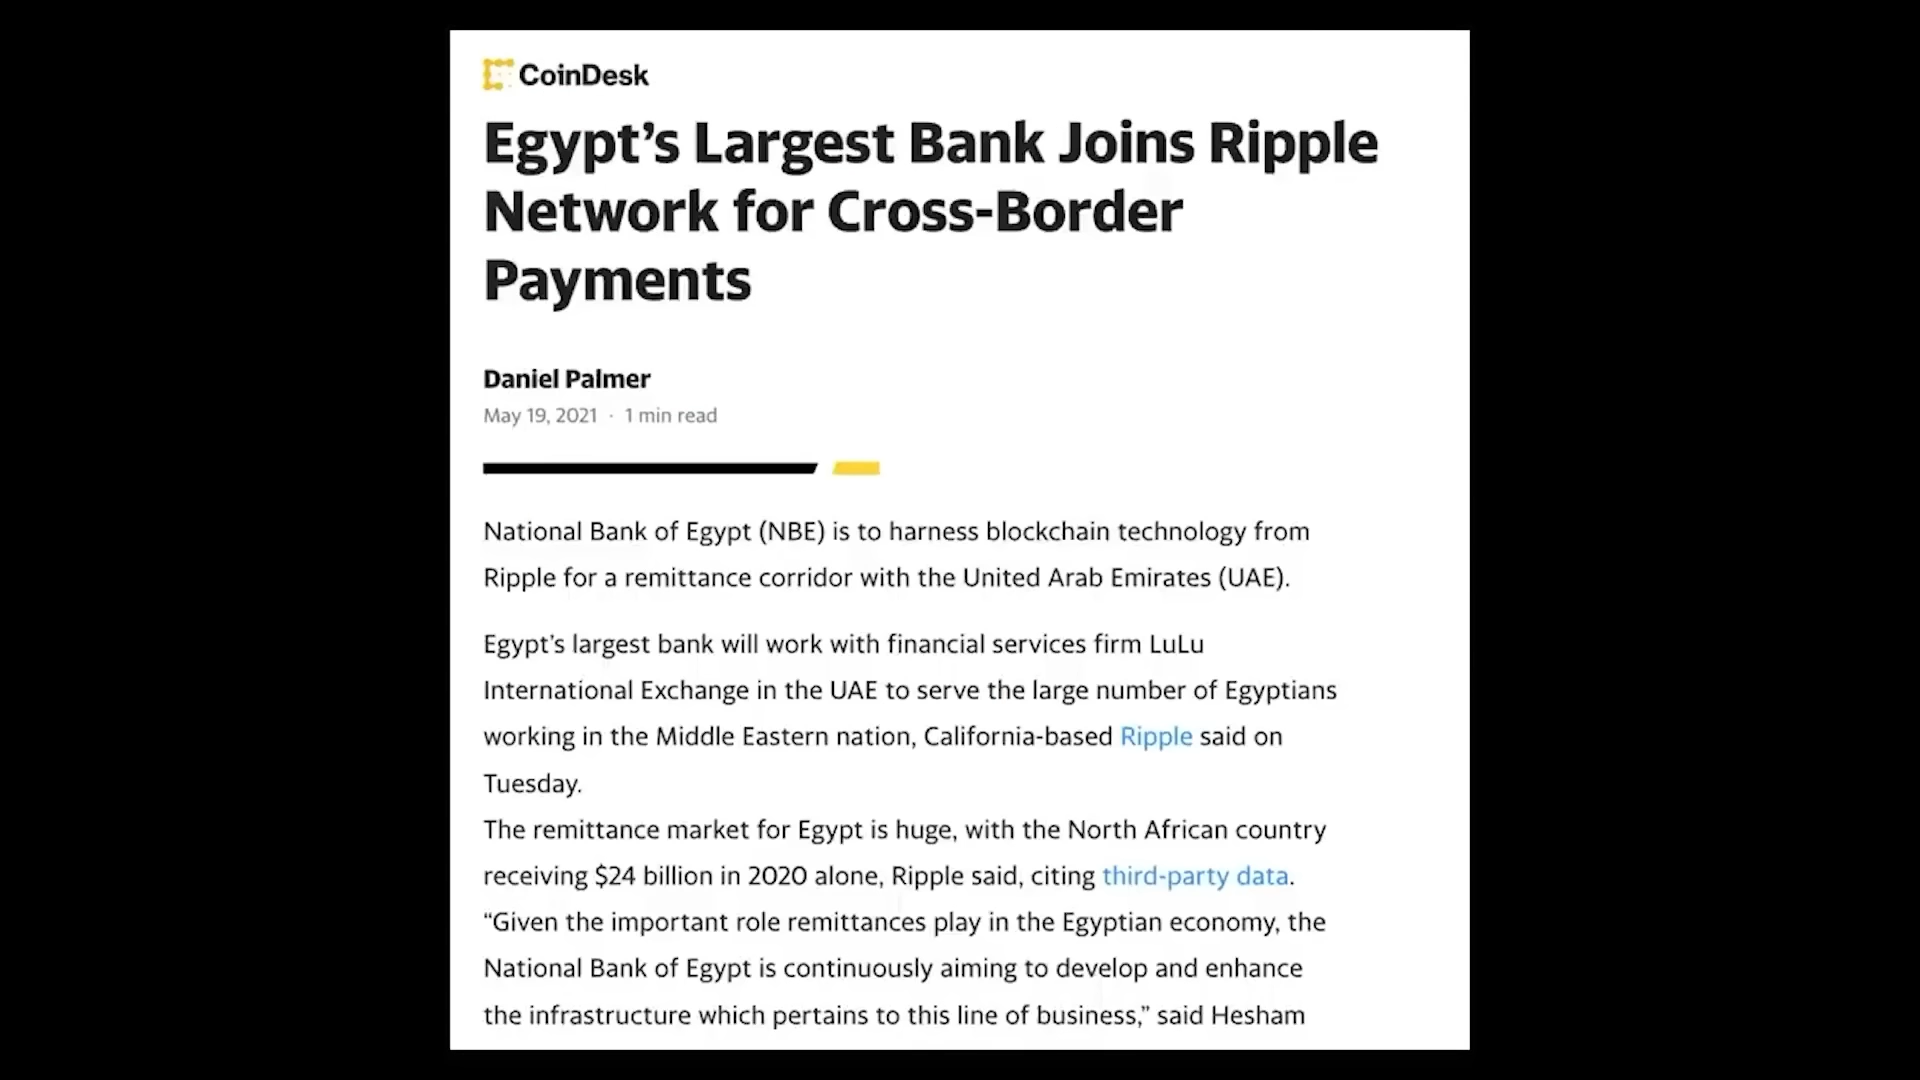 CoinDesk
Egypt’s Largest Bank Joins Ripple
Network for Cross-Border
Payments
Daniel Palmer
May 19, 2021 · 1 min read
National Bank of Egypt (NBE) is to harness blockchain technology from
Ripple for a remittance corridor with the United Arab Emirates (UAE).
Egypt’s largest bank will work with financial services firm LuLu
International Exchange in the UAE to serve the large number of Egyptians
working in the Middle Eastern nation, California-based Ripple said on
Tuesday.
The remittance market for Egypt is huge, with the North African country
receiving $24 billion in 2020 alone, Ripple said, citing third-party data.
“Given the important role remittances play in the Egyptian economy, the
National Bank of Egypt is continuously aiming to develop and enhance
the infrastructure which pertains to this line of business,” said Hesham